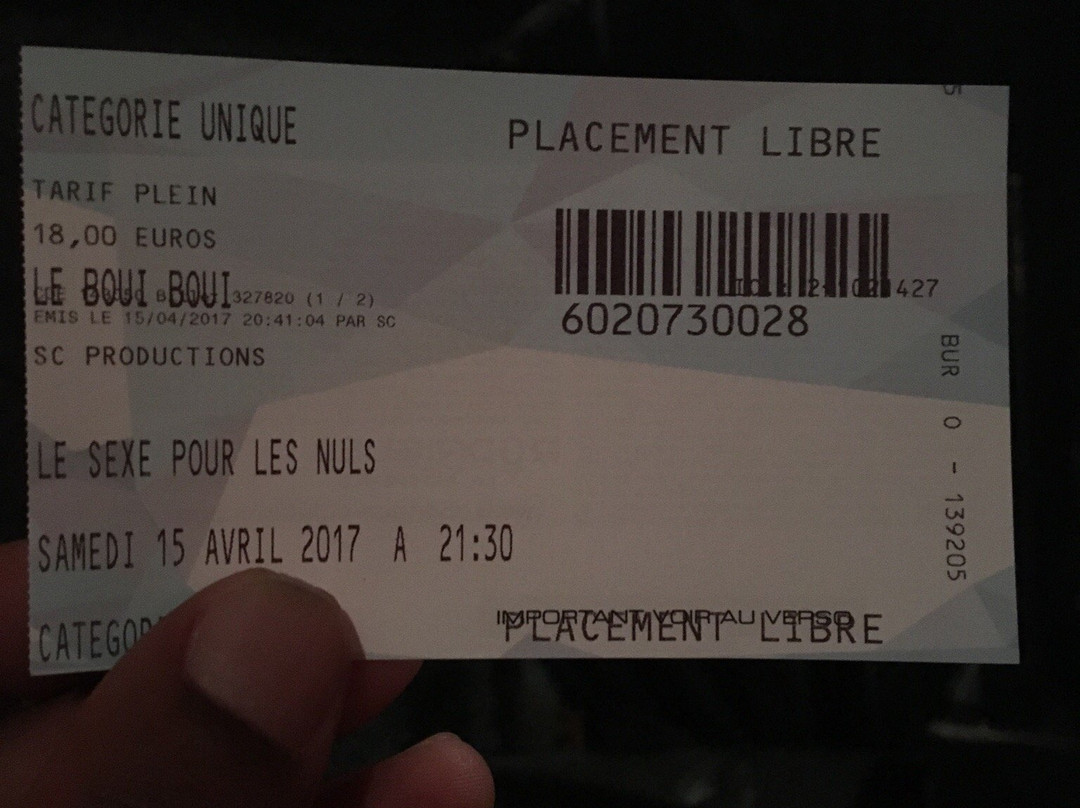 CATEGORIE UNIQUE
PLACEMENT LIBRE
TARIF PLEIN
18,00 EUROS
LE BOUI BOUI
327820 (1 / 2)
EMIS LE 15/04/2017 20:41:04 PAR SC
SC PRODUCTIONS
427
6020730028
BUR 0 - 139205
LE SEXE POUR LES NULS
SAMEDI 15 AVRIL 2017 A 21:30
IMPORTANT VOIR AU VERSO
PLACEMENT LIBRE